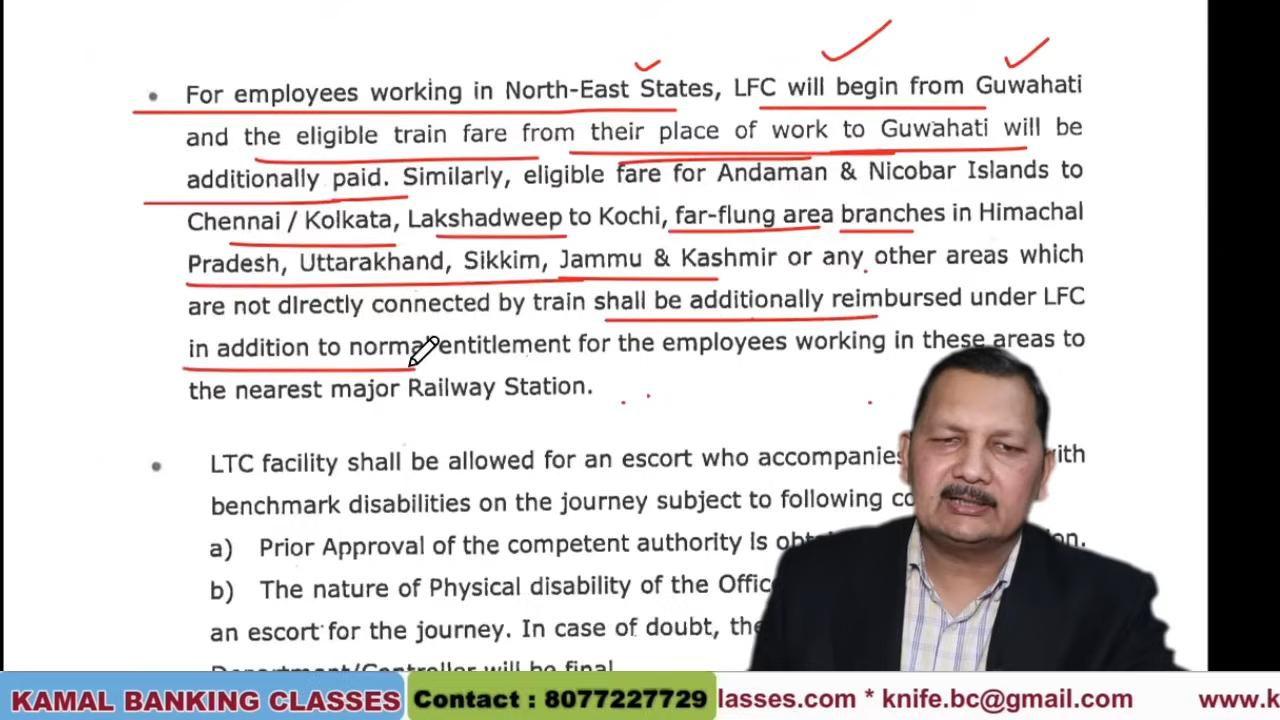 • For employees working in North-East States, LFC will begin from Guwahati
and the eligible train fare from their place of work to Guwahati will be
additionally paid. Similarly, eligible fare for Andaman & Nicobar Islands to
Chennai / Kolkata, Lakshadweep to Kochi, far-flung area branches in Himachal
Pradesh, Uttarakhand, Sikkim, Jammu & Kashmir or any other areas which
are not directly connected by train shall be additionally reimbursed under LFC
in addition to normal entitlement for the employees working in these areas to
the nearest major Railway Station.
• LTC facility shall be allowed for an escort who accompanies with
benchmark disabilities on the journey subject to following
a) Prior Approval of the competent authority is
b) The nature of Physical disability of the
an escort for the journey. In case of doubt, the
Department/Controller will be final
KAMAL BANKING CLASSES Contact : 8077227729 lasses.com * knife.bc@gmail.com www.k